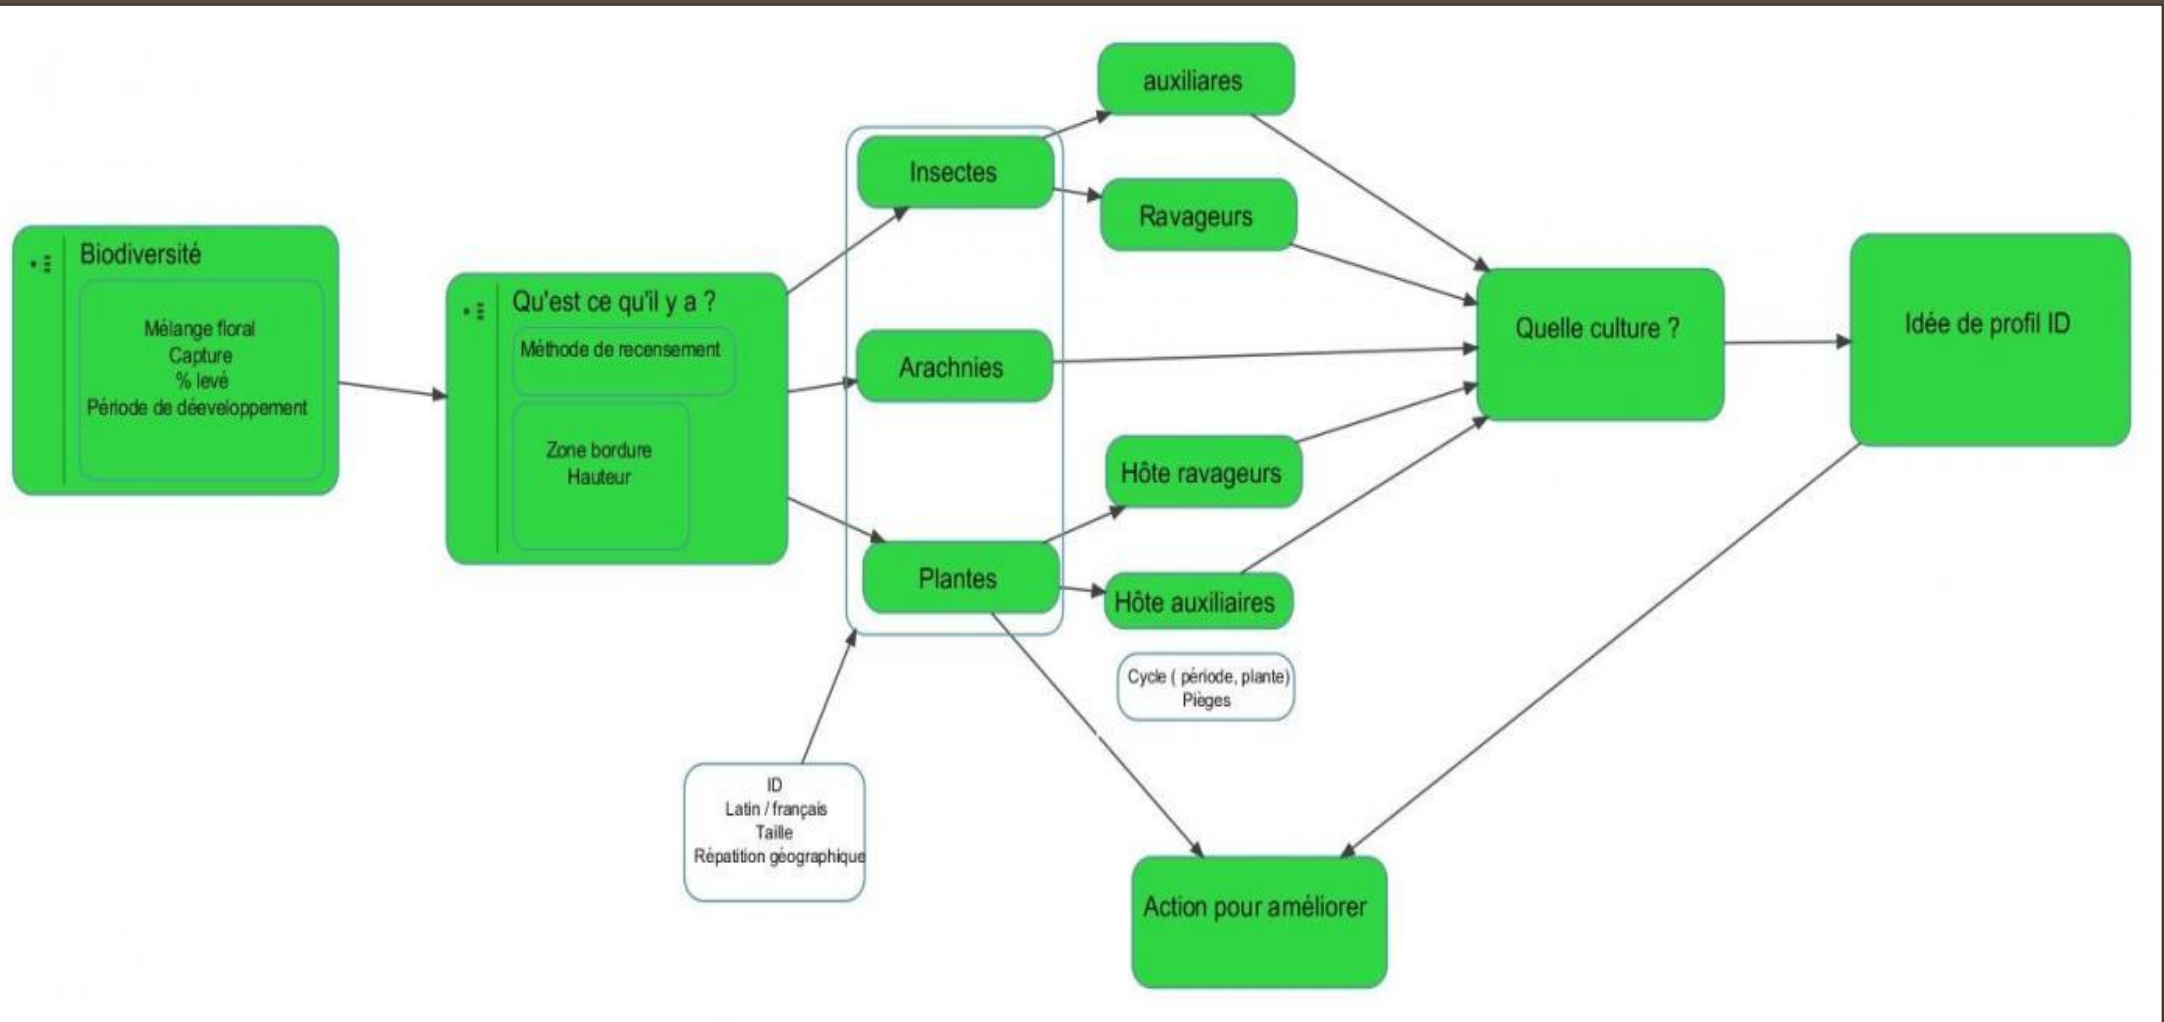 Biodiversité
Mélange floral
Capture
% levé
Période de déeveloppement
Qu'est ce qu'il y a ?
Méthode de recensement
Zone bordure
Hauteur
Insectes
Arachnies
Plantes
auxiliares
Ravageurs
Hôte ravageurs
Hôte auxiliaires
Cycle ( période, plante)
Pièges
ID
Latin / français
Taille
Répatition géographique
Quelle culture ?
Idée de profil ID
Action pour améliorer